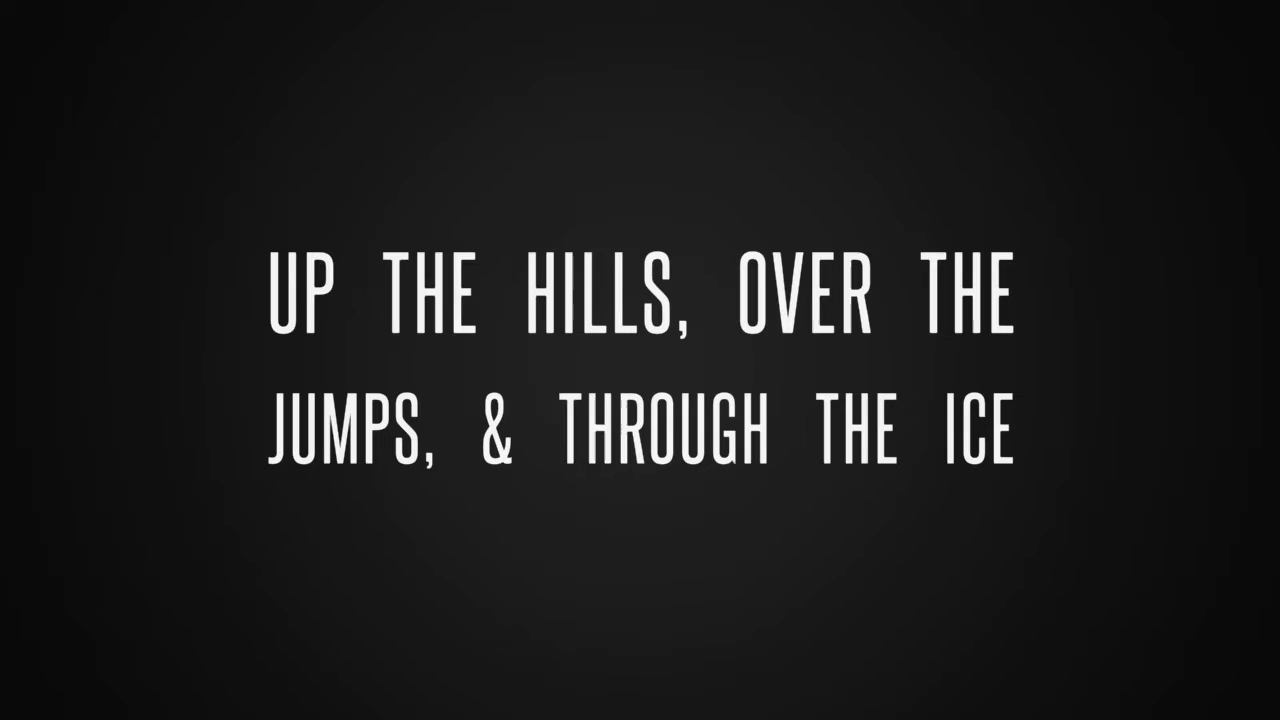 UP THE HILLS, OVER THE
JUMPS, & THROUGH THE ICE